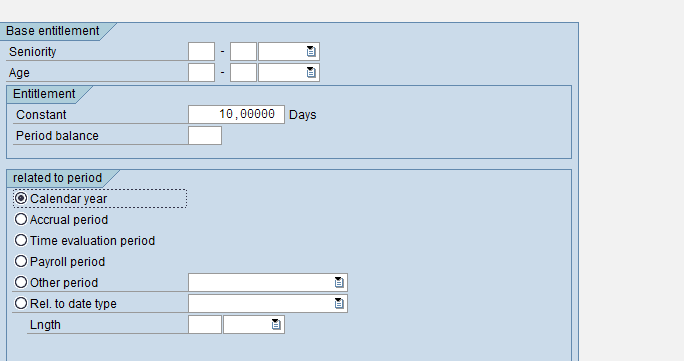 Base entitlement
Seniority -
Age -
Entitlement
Constant 10,00000 Days
Period balance
related to period
Calendar year
Accrual period
Time evaluation period
Payroll period
Other period
Rel. to date type
Lngth